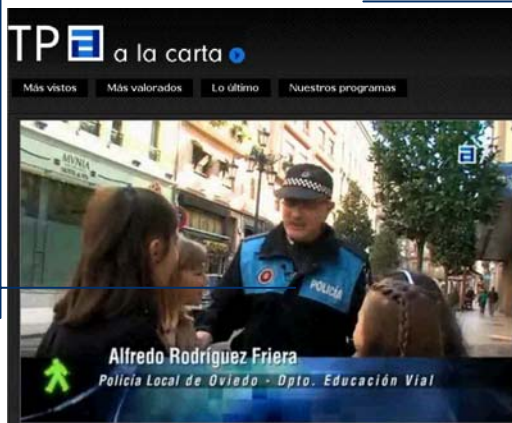 TPA a la carta
Más vistos Más valorados Lo último Nuestros programas
MVNIA
POLICÍA
Alfredo Rodríguez Friera
Policía Local de Oviedo - Dpto. Educación Vial